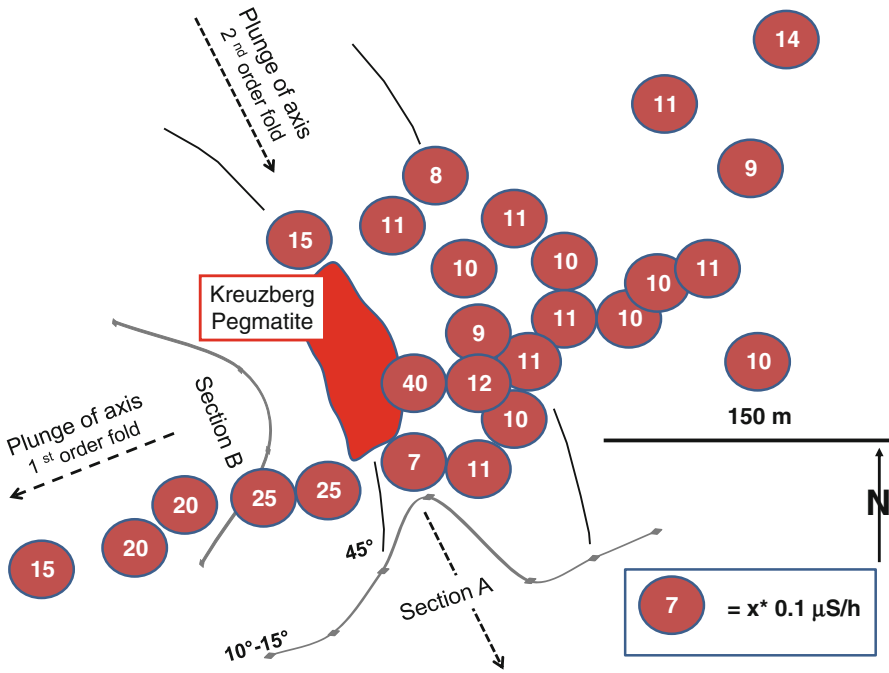 Plunge of axis
2 nd order fold
14
11
9
8
11
11
15
10
10
10
11
Kreuzberg
Pegmatite
11
10
9
11
10
40
12
10
150 m
Section B
Plunge of axis
1 st order fold
7
11
25
25
20
20
15
45°
10°-15°
Section A
N
7 = x* 0.1 µS/h